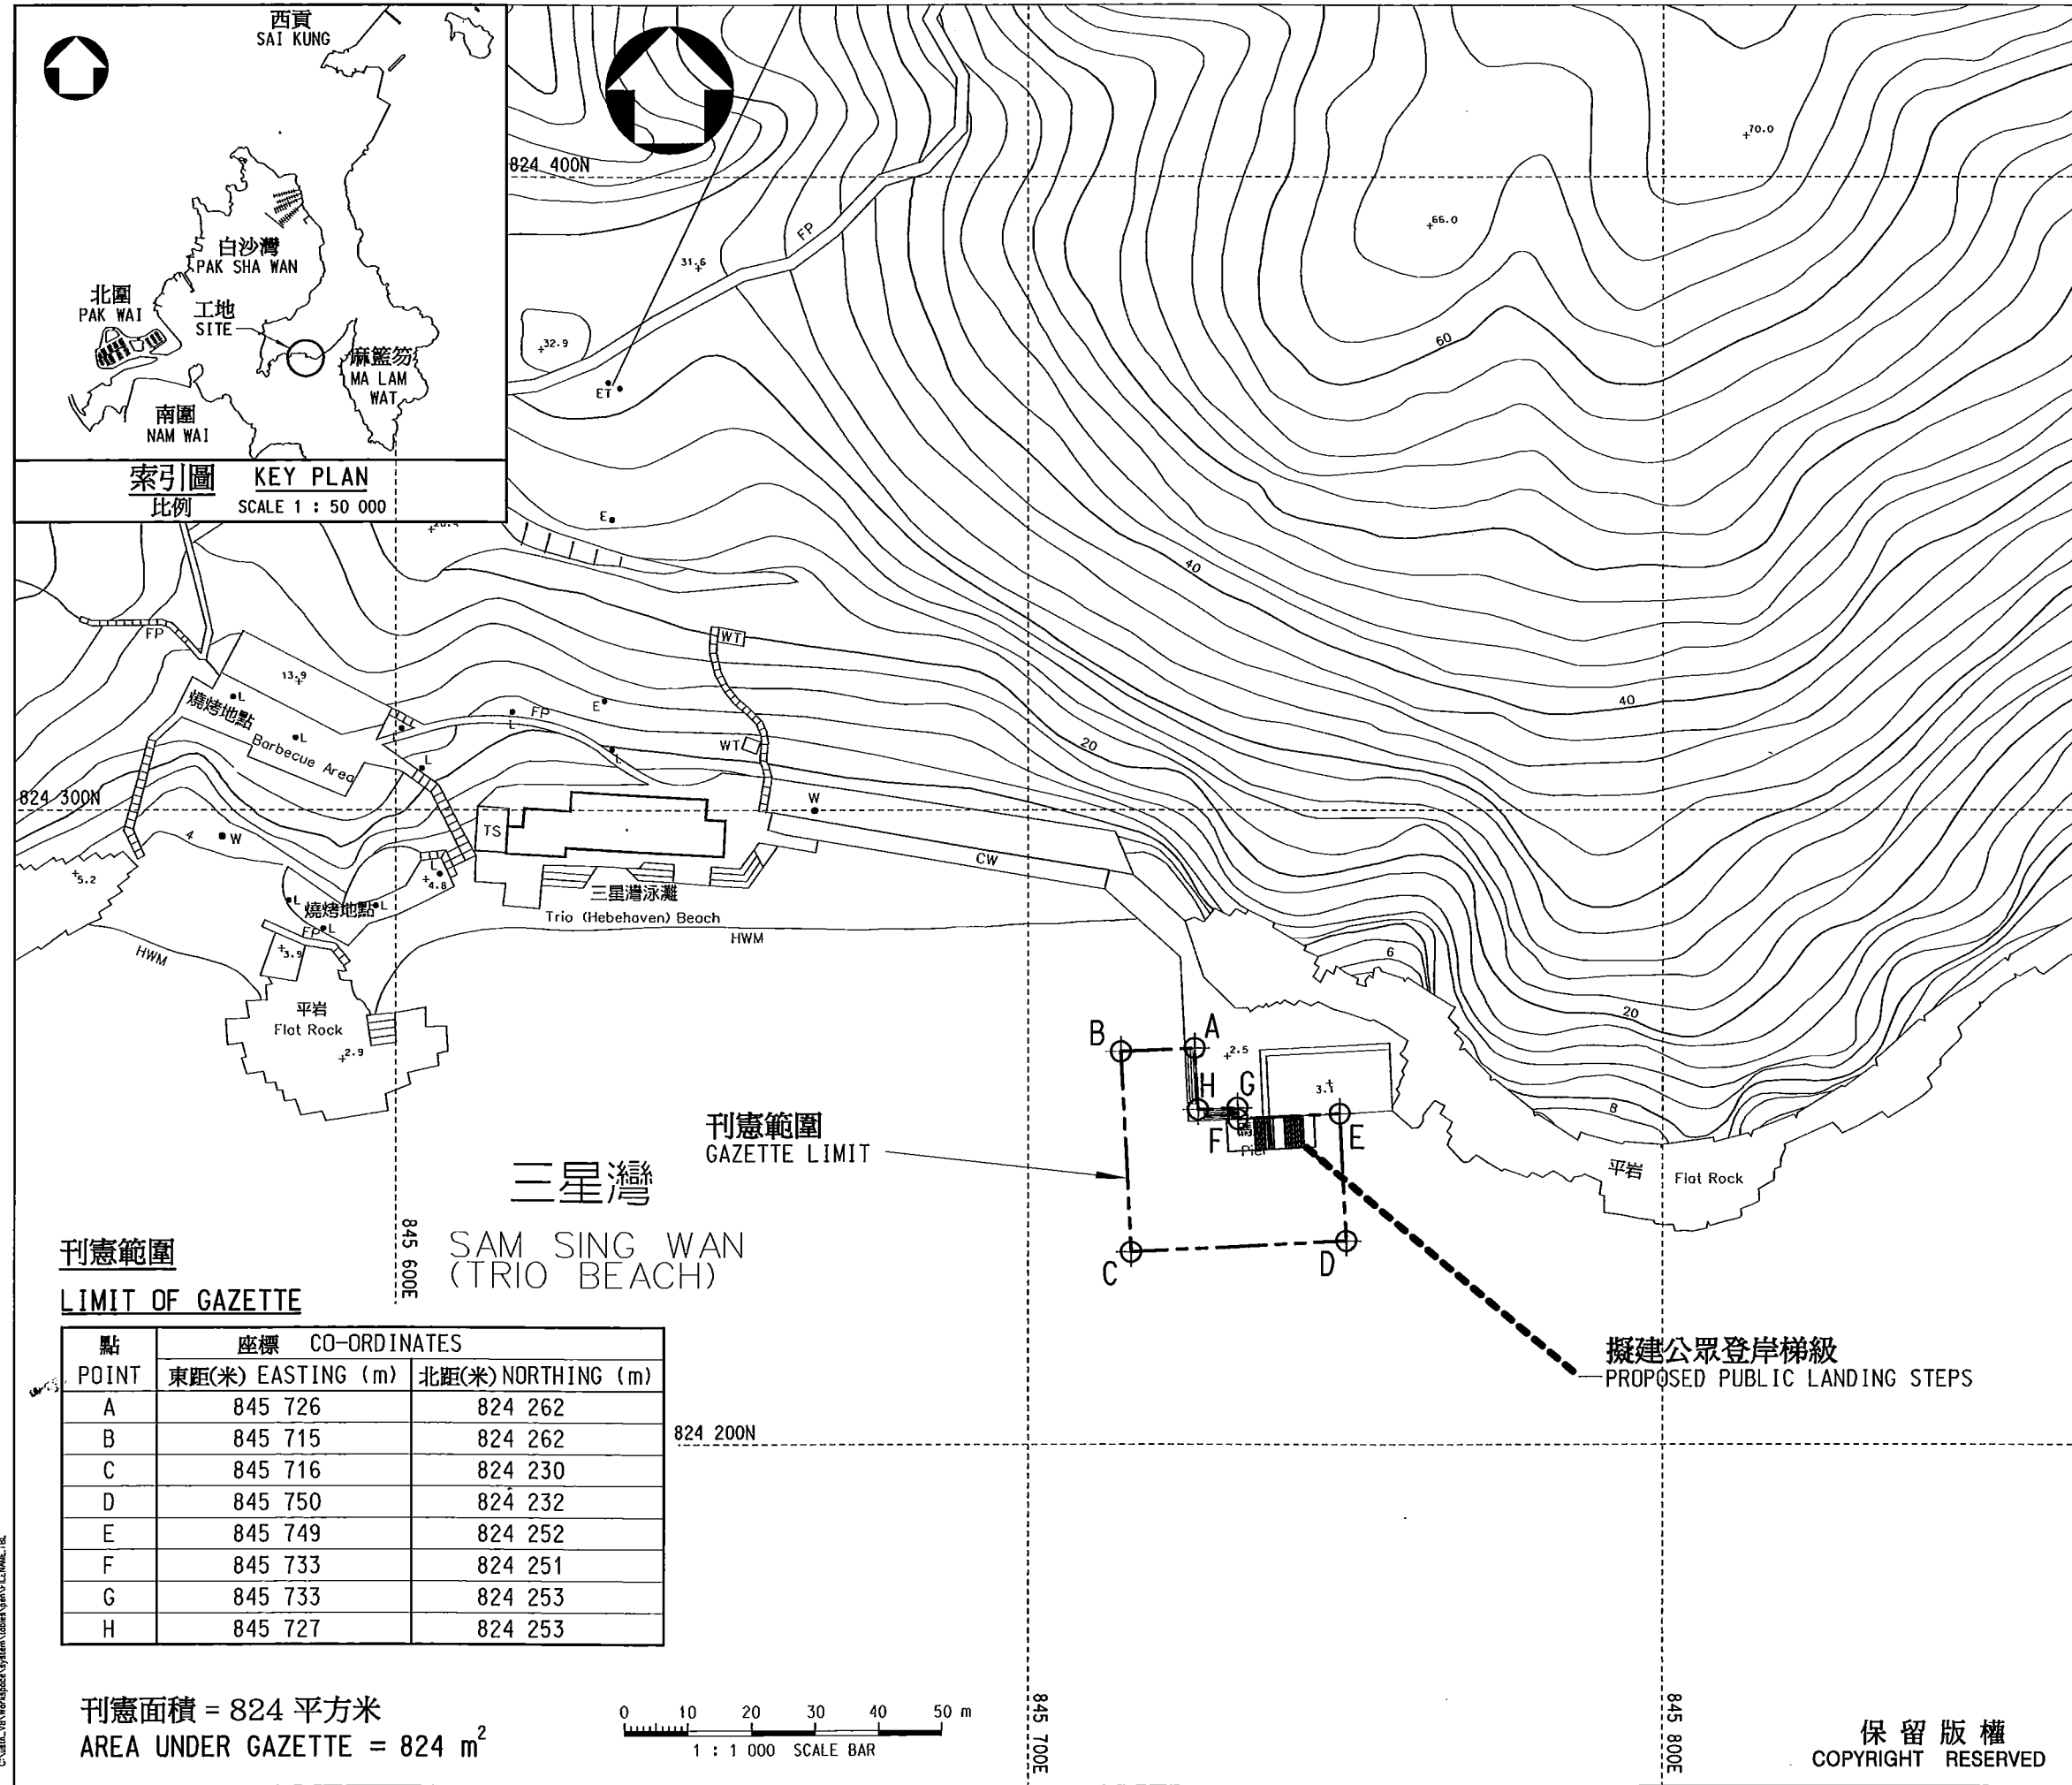 西貢
SAI KUNG
白沙灣
PAK SHA WAN
北圍
PAK WAI
工地
SITE
麻籃笏
MA LAM
WAT
南圍
NAM WAI
索引圖 KEY PLAN
比例 SCALE 1 : 50 000
824 400N
FP
31.6
32.9
ET
66.0
70.0
60
E
40
40
FP
WT
13.9
L
燒烤地點
L
Barbecue Area
L
FP
L
E
L
WT
20
824 300N
4
W
TS
W
CW
5.2
L
4.8
三星灣泳灘
Trio (Hebehaven) Beach
HWM
L
燒烤地點
L
FP
L
3.9
HWM
平岩
Flat Rock
2.9
6
20
8
B
A
2.5
H
G
3.1
F
Pier
E
C
D
平岩
Flat Rock
刊憲範圍
GAZETTE LIMIT
三星灣
SAM SING WAN
(TRIO BEACH)
845 600E
擬建公眾登岸梯級
PROPOSED PUBLIC LANDING STEPS
824 200N
刊憲範圍
LIMIT OF GAZETTE
點 座標 CO-ORDINATES
POINT 東距(米) EASTING (m) 北距(米) NORTHING (m)
A 845 726 824 262
B 845 715 824 262
C 845 716 824 230
D 845 750 824 232
E 845 749 824 252
F 845 733 824 251
G 845 733 824 253
H 845 727 824 253
刊憲面積 = 824 平方米
AREA UNDER GAZETTE = 824 m²
0 10 20 30 40 50 m
1 : 1 000 SCALE BAR
845 700E
845 800E
保留版權
COPYRIGHT RESERVED